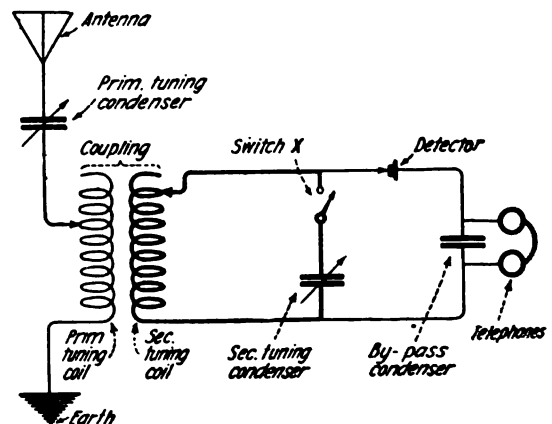 Antenna
Prim. tuning
condenser
Coupling
Switch X
Detector
Prim
tuning
coil
Sec.
tuning
coil
Sec. tuning
condenser
By-pass
condenser
Telephones
Earth